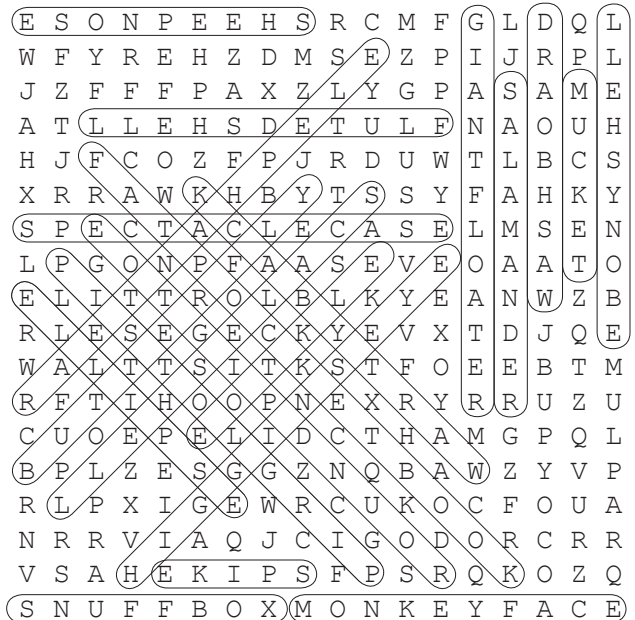 E S O N P E E H S R C M F G L D Q L
W F Y R E H Z D M S E Z P I J R P L
J Z F F F P A X Z L Y G P A S A M E
A T L L E H S D E T U L F N A O U H
H J F C O Z F P J R D U W T L B C S
X R R A W K H B Y T S S Y F A H K Y
S P E C T A C L E C A S E L M S E N
L P G O N P F A A S E V E O A A T O
E L I T T R O L B L K Y E A N W Z B
R L E S E G E C K Y E V X T D J Q E
W A L T T S I T K S T F O E E B T M
R F T I H O O P N E X R Y R R U Z U
C U O E P E L I D C T H A M G P Q L
B P L Z E S G G Z N Q B A W Z Y V P
R L P X I G E W R C U K O C F O U A
N R R V I A Q J C I G O D O R C R R
V S A H E K I P S F P S R Q K O Z Q
S N U F F B O X M O N K E Y F A C E